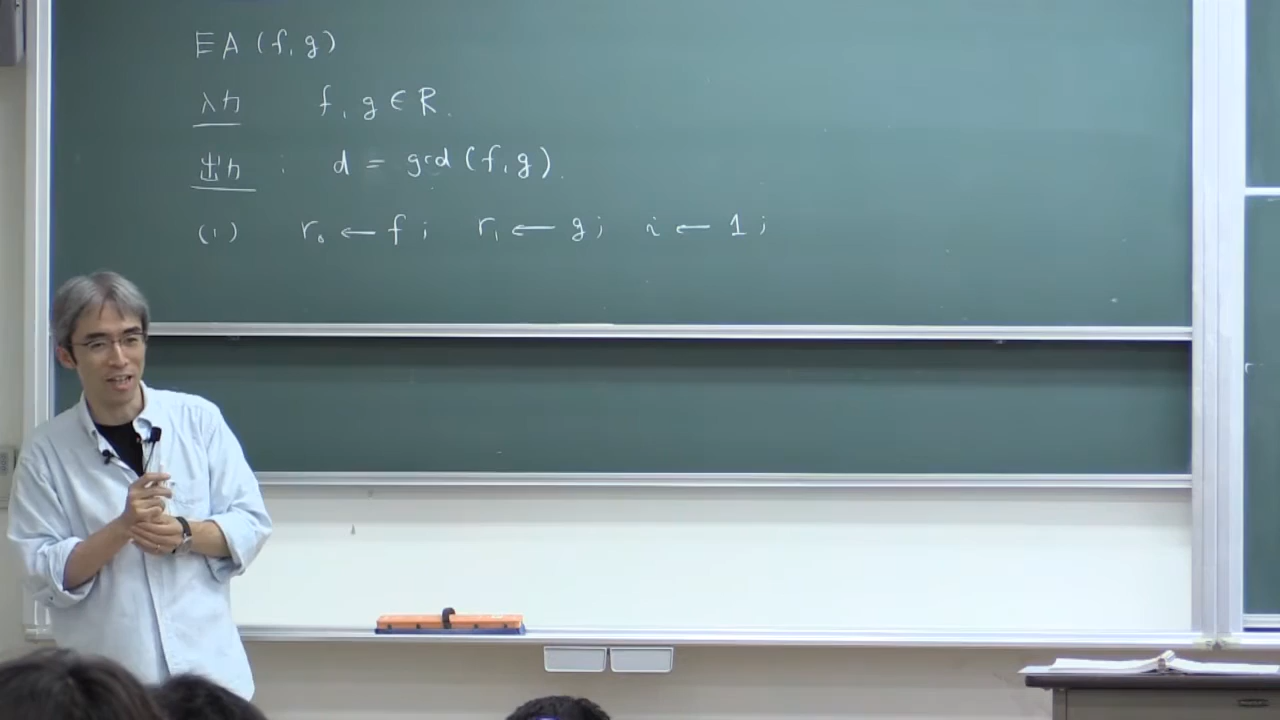 EA (f, g)
入力 f, g ∈ R.
出力 : d = gcd (f, g).
(1) r₀ ← f ; r₁ ← g ; i ← 1 ;